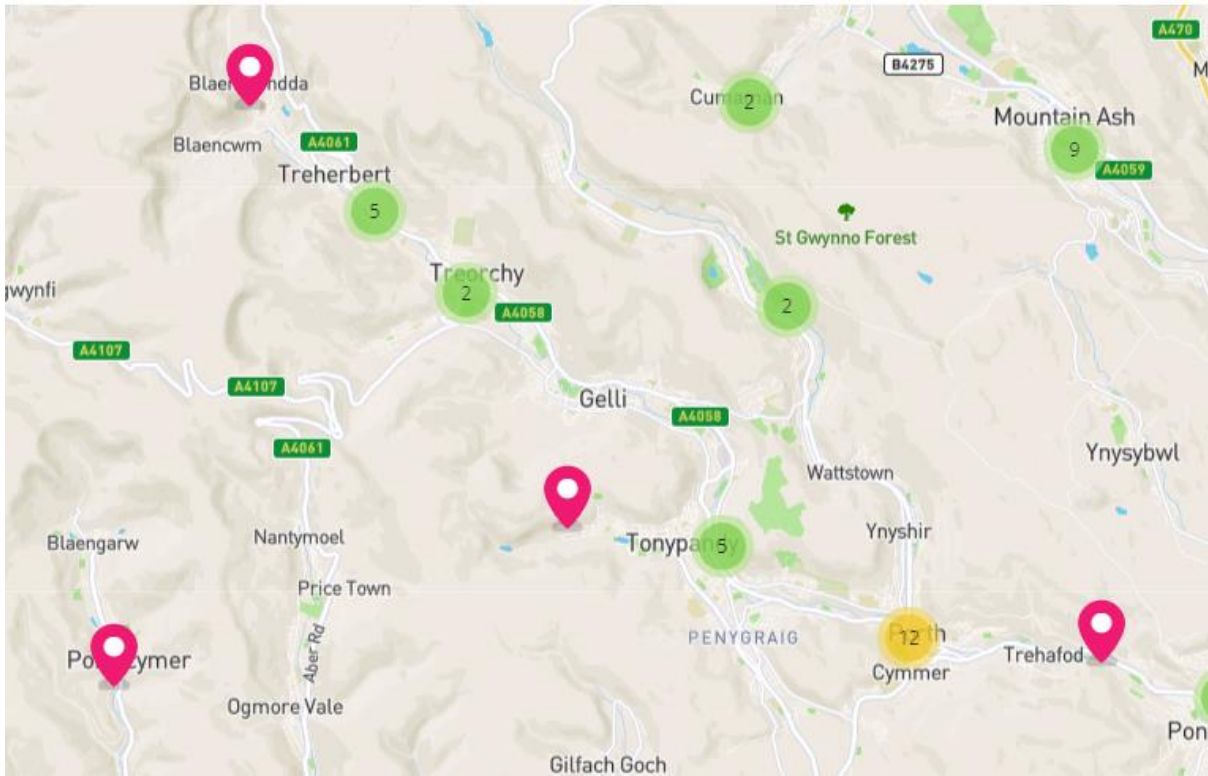 A470
B4275
2
Mountain Ash
9
A4059
Blaencwm
A4061
Treherbert
5
St Gwynno Forest
gwynfi
Treorchy
2
A4058
2
A4107
A4107
Gelli
A4058
A4061
Ynysybwl
Wattstown
Nantymoel
Blaengarw
Tonypandy
5
Ynyshir
Price Town
PENYGRAIG
12
Aber Rd
Trehafod
Cymmer
Ogmore Vale
Pon
Gilfach Goch